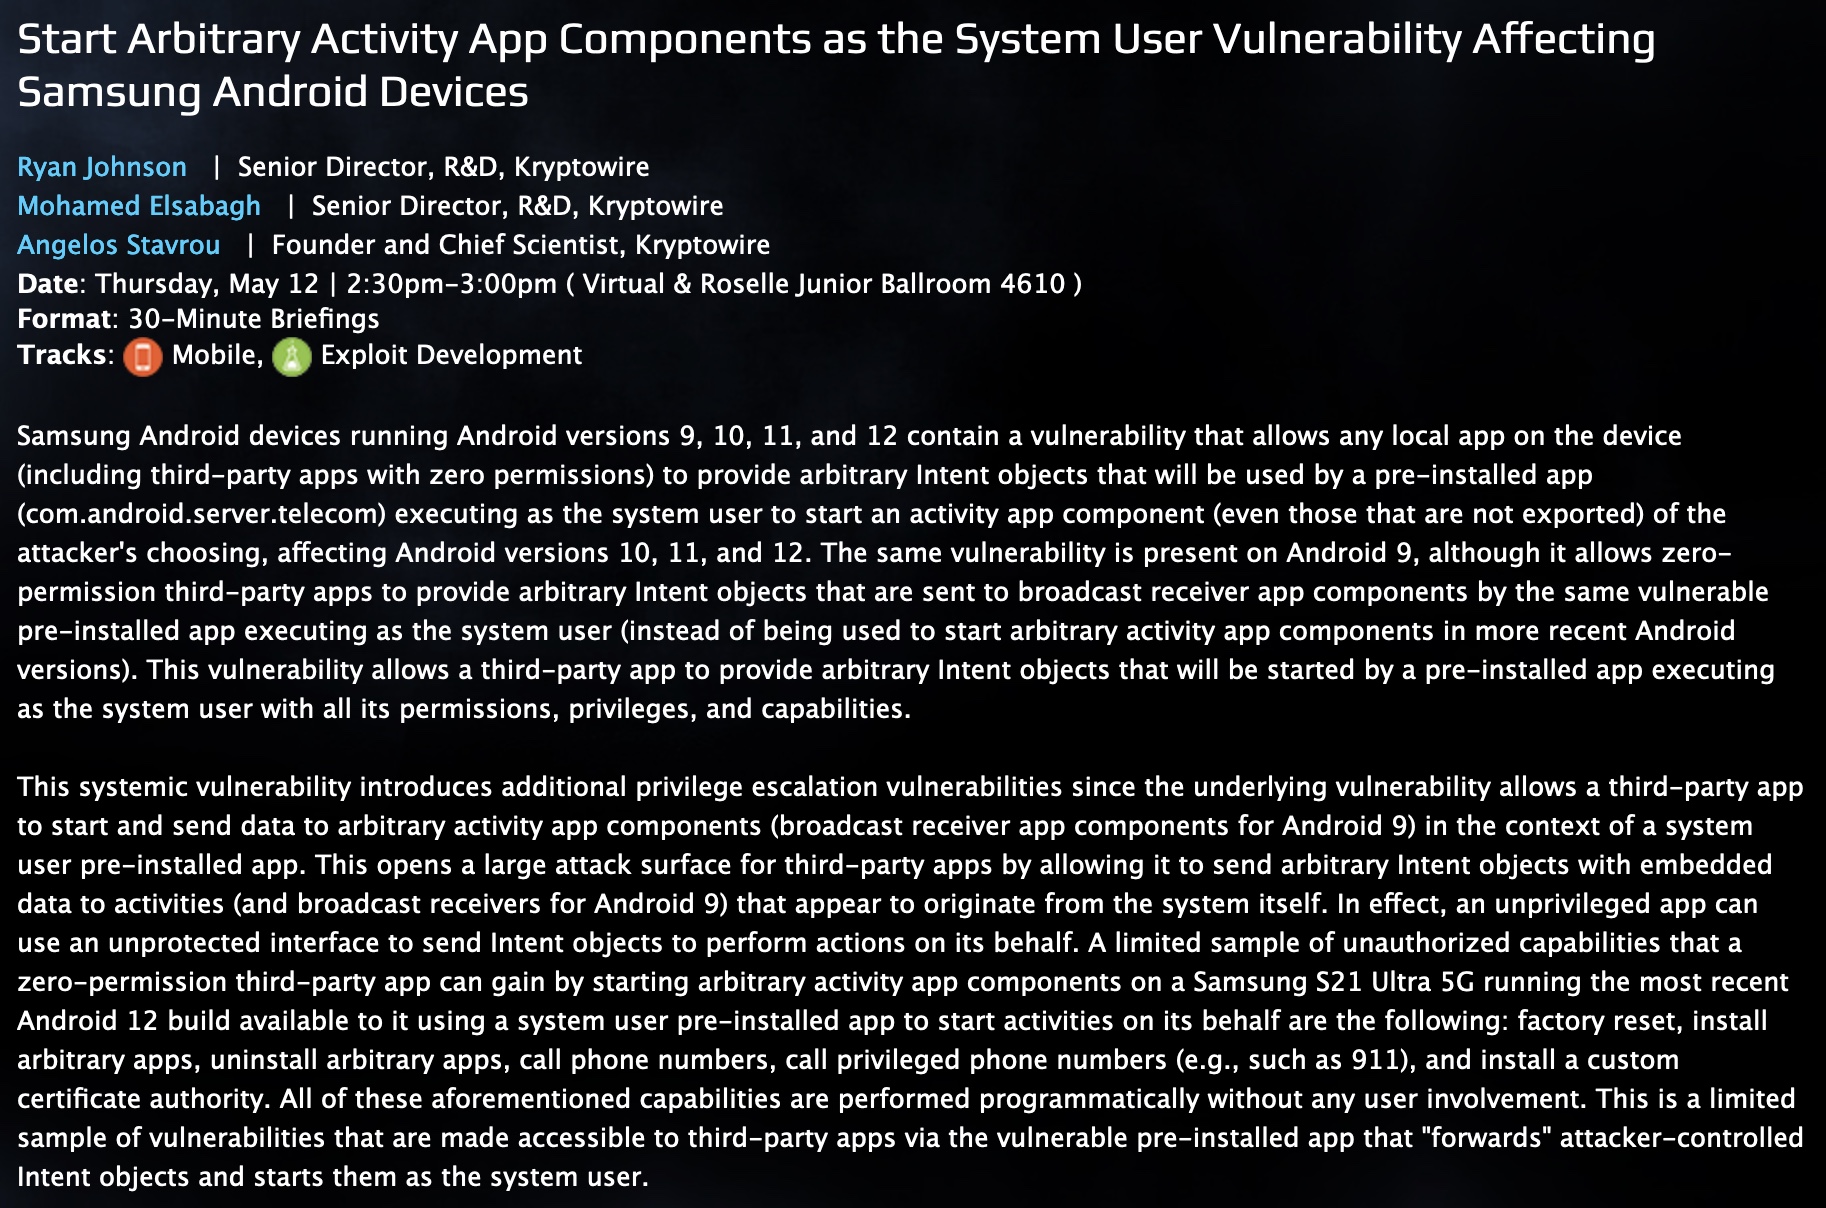 Start Arbitrary Activity App Components as the System User Vulnerability Affecting
Samsung Android Devices
Ryan Johnson | Senior Director, R&D, Kryptowire
Mohamed Elsabagh | Senior Director, R&D, Kryptowire
Angelos Stavrou | Founder and Chief Scientist, Kryptowire
Date: Thursday, May 12 | 2:30pm-3:00pm ( Virtual & Roselle Junior Ballroom 4610 )
Format: 30-Minute Briefings
Tracks: Mobile, Exploit Development
Samsung Android devices running Android versions 9, 10, 11, and 12 contain a vulnerability that allows any local app on the device
(including third-party apps with zero permissions) to provide arbitrary Intent objects that will be used by a pre-installed app
(com.android.server.telecom) executing as the system user to start an activity app component (even those that are not exported) of the
attacker's choosing, affecting Android versions 10, 11, and 12. The same vulnerability is present on Android 9, although it allows zero-
permission third-party apps to provide arbitrary Intent objects that are sent to broadcast receiver app components by the same vulnerable
pre-installed app executing as the system user (instead of being used to start arbitrary activity app components in more recent Android
versions). This vulnerability allows a third-party app to provide arbitrary Intent objects that will be started by a pre-installed app executing
as the system user with all its permissions, privileges, and capabilities.
This systemic vulnerability introduces additional privilege escalation vulnerabilities since the underlying vulnerability allows a third-party app
to start and send data to arbitrary activity app components (broadcast receiver app components for Android 9) in the context of a system
user pre-installed app. This opens a large attack surface for third-party apps by allowing it to send arbitrary Intent objects with embedded
data to activities (and broadcast receivers for Android 9) that appear to originate from the system itself. In effect, an unprivileged app can
use an unprotected interface to send Intent objects to perform actions on its behalf. A limited sample of unauthorized capabilities that a
zero-permission third-party app can gain by starting arbitrary activity app components on a Samsung S21 Ultra 5G running the most recent
Android 12 build available to it using a system user pre-installed app to start activities on its behalf are the following: factory reset, install
arbitrary apps, uninstall arbitrary apps, call phone numbers, call privileged phone numbers (e.g., such as 911), and install a custom
certificate authority. All of these aforementioned capabilities are performed programmatically without any user involvement. This is a limited
sample of vulnerabilities that are made accessible to third-party apps via the vulnerable pre-installed app that "forwards" attacker-controlled
Intent objects and starts them as the system user.